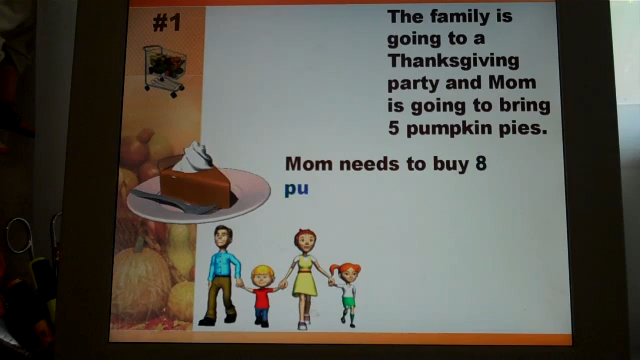 #1
The family is
going to a
Thanksgiving
party and Mom
is going to bring
5 pumpkin pies.
Mom needs to buy 8
pu